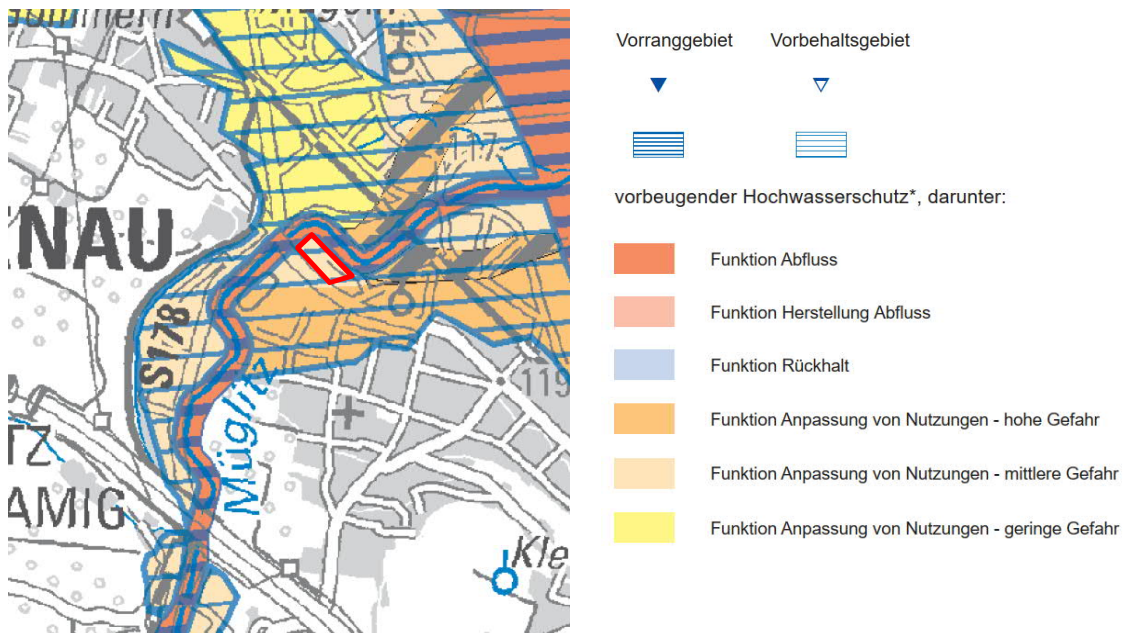 NAU
S178
Müglitz
117
119
TZ
AMIG
Kle
Vorranggebiet Vorbehaltsgebiet
vorbeugender Hochwasserschutz*, darunter:
Funktion Abfluss
Funktion Herstellung Abfluss
Funktion Rückhalt
Funktion Anpassung von Nutzungen - hohe Gefahr
Funktion Anpassung von Nutzungen - mittlere Gefahr
Funktion Anpassung von Nutzungen - geringe Gefahr